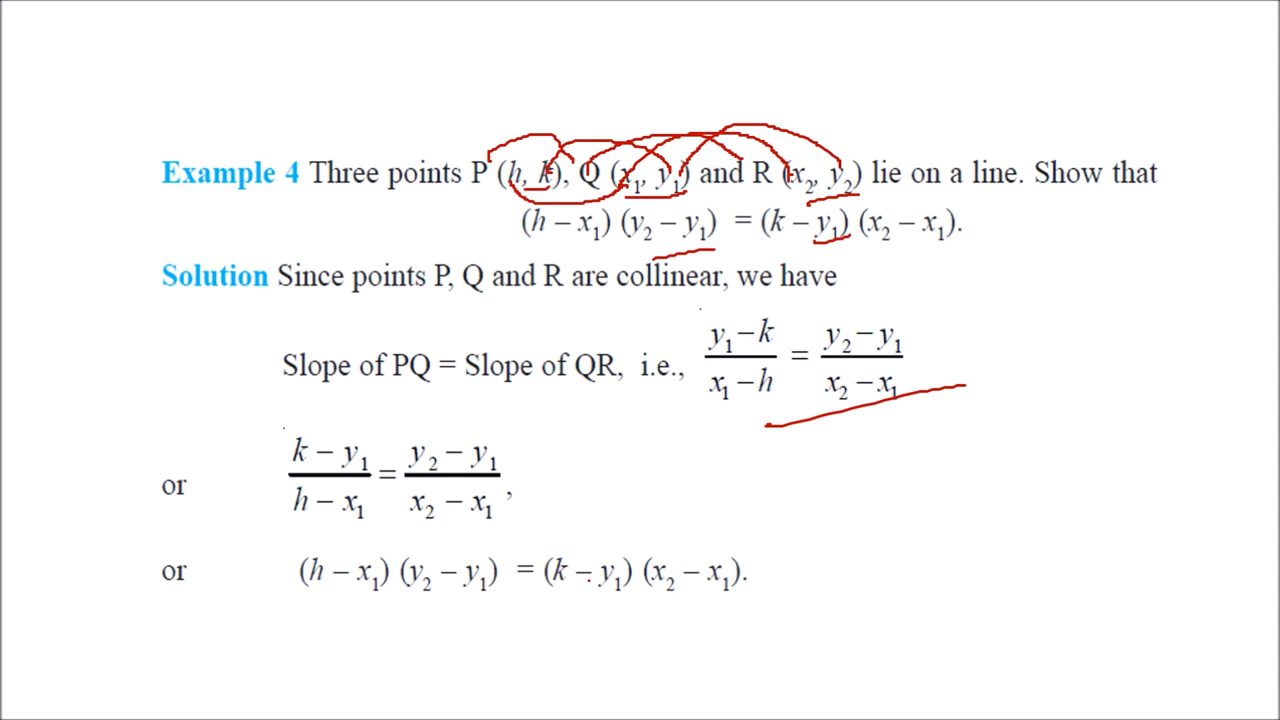 Example 4 Three points P (h, k), Q (x₁, y₁) and R (x₂, y₂) lie on a line. Show that
(h – x₁) (y₂ – y₁) = (k – y₁) (x₂ – x₁).
Solution Since points P, Q and R are collinear, we have
Slope of PQ = Slope of QR, i.e., (y₁ – k)/(x₁ – h) = (y₂ – y₁)/(x₂ – x₁)
or (k – y₁)/(h – x₁) = (y₂ – y₁)/(x₂ – x₁),
or (h – x₁) (y₂ – y₁) = (k – y₁) (x₂ – x₁).